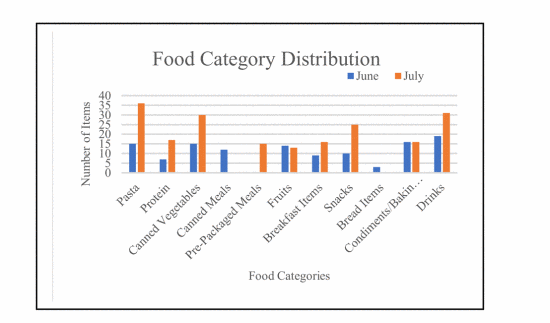 Food Category Distribution
June July
Number of Items
40
35
30
25
20
15
10
5
0
Pasta
Protein
Canned Vegetables
Canned Meals
Pre-Packaged Meals
Fruits
Breakfast Items
Snacks
Bread Items
Condiments/Bakin…
Drinks
Food Categories